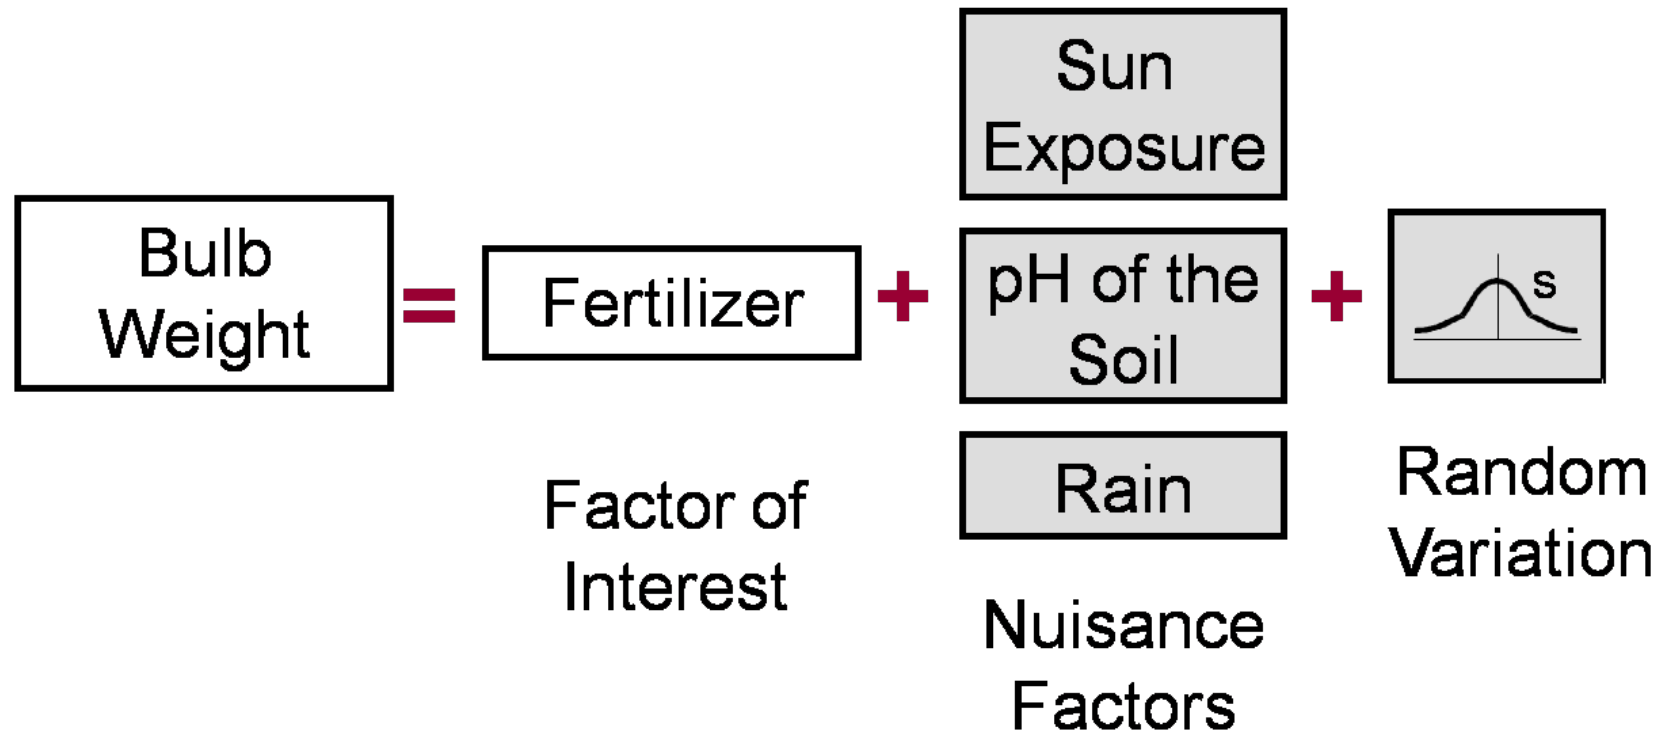 Bulb
Weight
=
Fertilizer
Factor of
Interest
+
Sun
Exposure
pH of the
Soil
Rain
Nuisance
Factors
+
s
Random
Variation